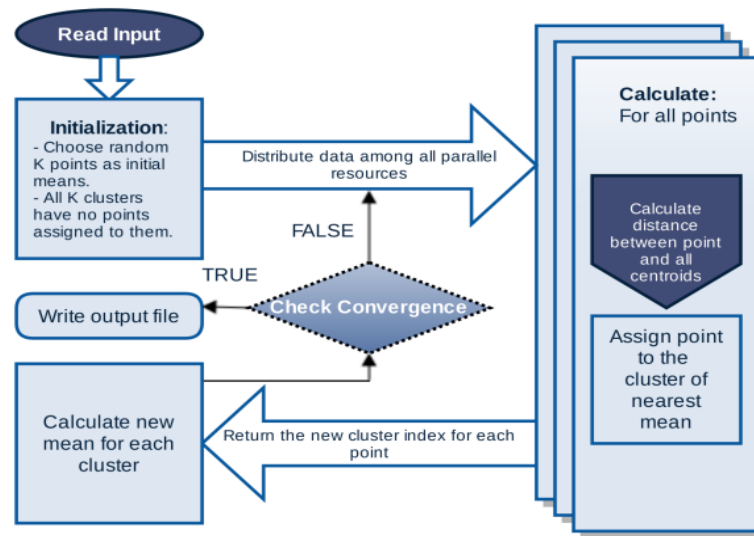 Read Input
Initialization:
- Choose random
K points as initial
means.
- All K clusters
have no points
assigned to them.
Distribute data among all parallel
resources
Calculate:
For all points
Calculate
distance
between point
and all
centroids
Assign point
to the
cluster of
nearest
mean
FALSE
TRUE
Check Convergence
Write output file
Calculate new
mean for each
cluster
Return the new cluster index for each
point